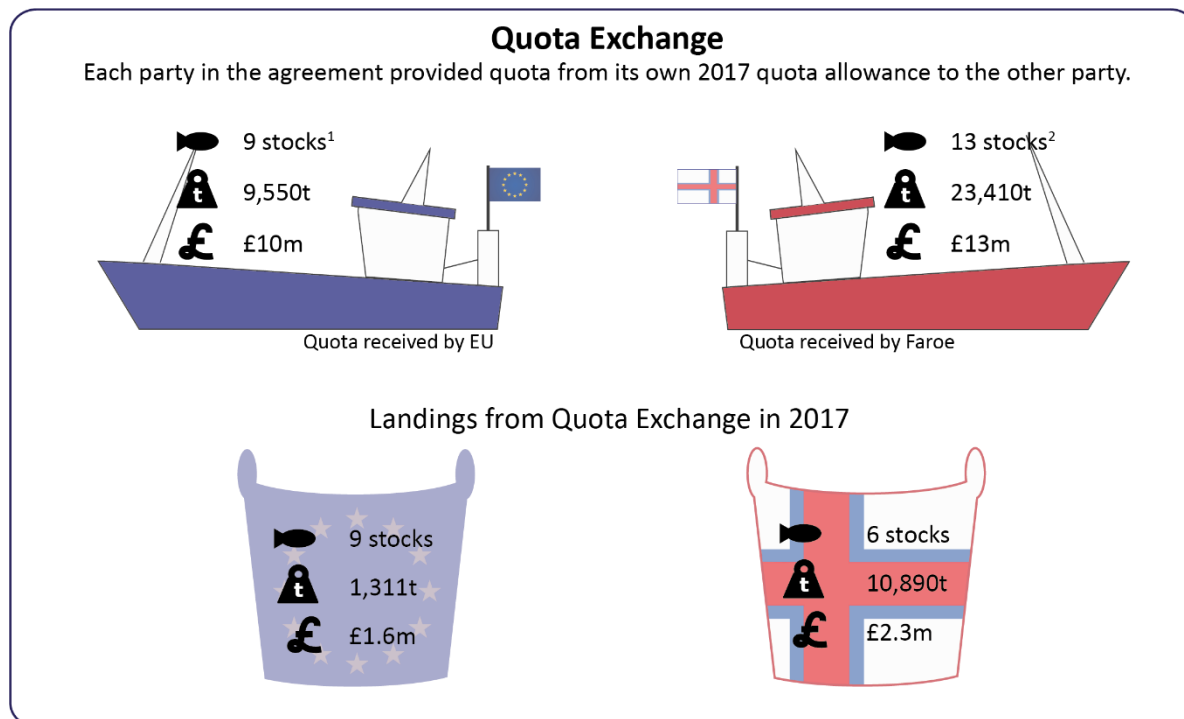 Quota Exchange
Each party in the agreement provided quota from its own 2017 quota allowance to the other party.
9 stocks¹
t 9,550t
£ £10m
Quota received by EU
13 stocks²
t 23,410t
£ £13m
Quota received by Faroe
Landings from Quota Exchange in 2017
9 stocks
t 1,311t
£ £1.6m
6 stocks
t 10,890t
£ £2.3m